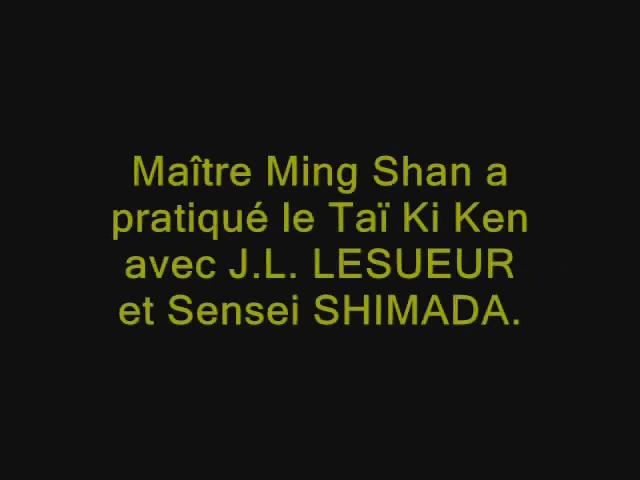 Maître Ming Shan a
pratiqué le Taï Ki Ken
avec J.L. LESUEUR
et Sensei SHIMADA.